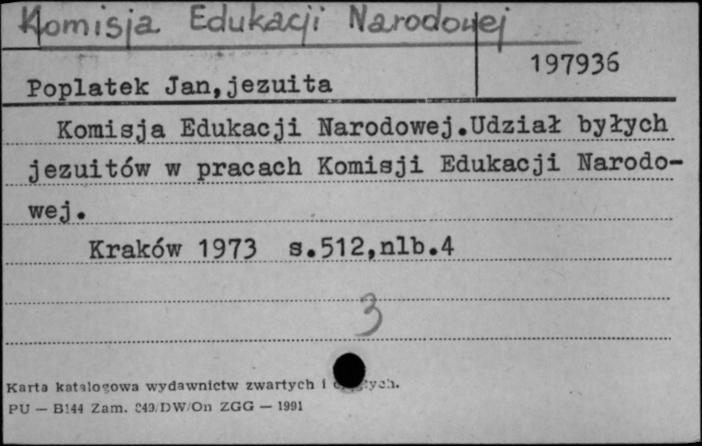 Komisja Edukacji Narodowej
197936
Poplatek Jan,jezuita
Komisja Edukacji Narodowej.Udział byłych
jezuitów w pracach Komisji Edukacji Narodo-
wej.
Kraków 1973 s.512,nlb.4
3
Karta katalogowa wydawnictw zwartych i
PU — B144 Zam. 249/DW/On ZGG — 1991